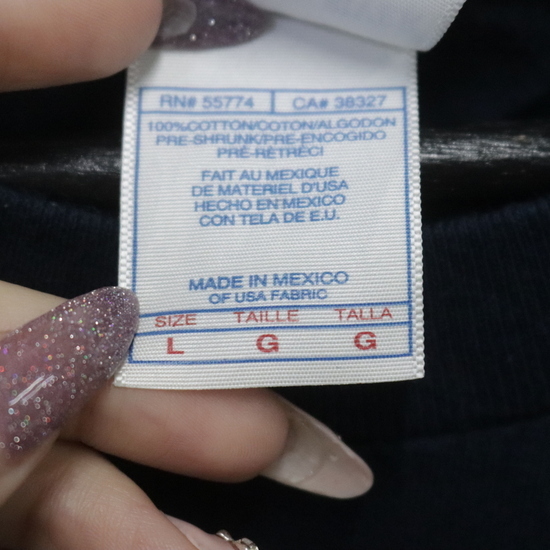 RN# 55774 CA# 38327
100%COTTON/COTON/ALGODON
PRE-SHRUNK/PRE-ENCOGIDO
PRÉ-RÉTRÉCI
FAIT AU MEXIQUE
DE MATERIEL D'USA
HECHO EN MEXICO
CON TELA DE E.U.
MADE IN MEXICO
OF USA FABRIC
SIZE TAILLE TALLA
L G G